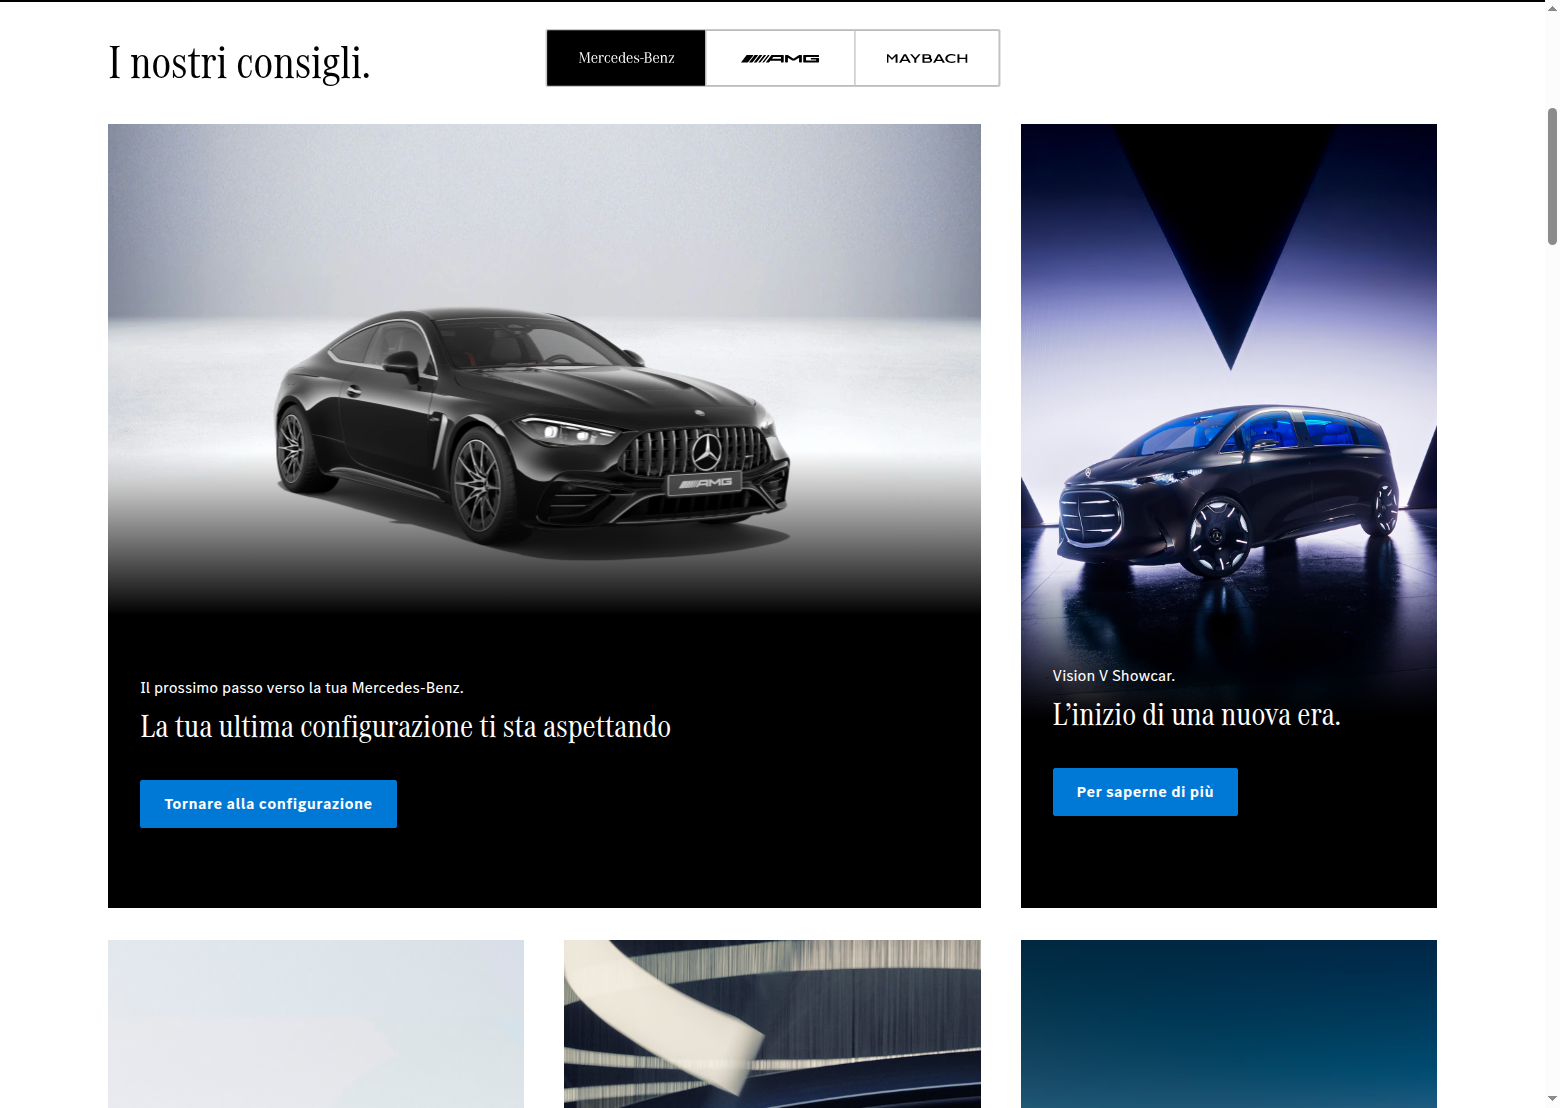 I nostri consigli.
Mercedes-Benz
AMG
MAYBACH
AMG
Il prossimo passo verso la tua Mercedes-Benz.
La tua ultima configurazione ti sta aspettando
Tornare alla configurazione
Vision V Showcar.
L’inizio di una nuova era.
Per saperne di più